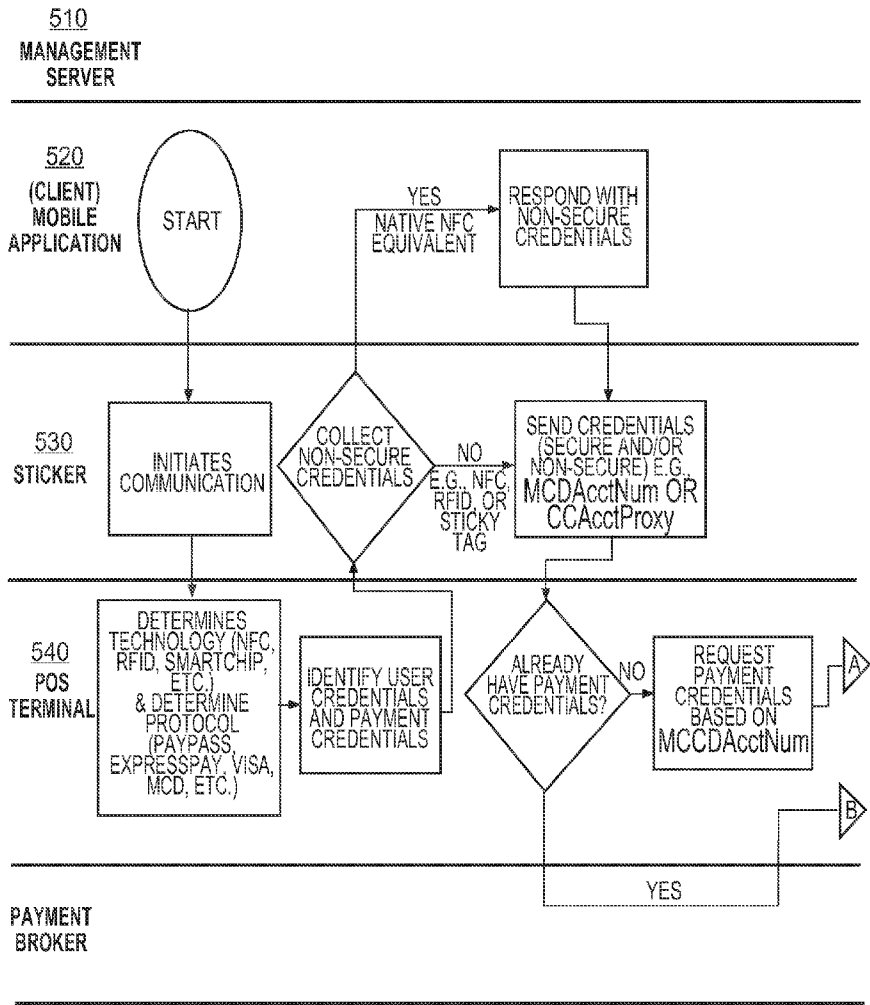 510
MANAGEMENT
SERVER
520
(CLIENT)
MOBILE
APPLICATION
START
YES
NATIVE NFC
EQUIVALENT
RESPOND WITH
NON-SECURE
CREDENTIALS
530
STICKER
INITIATES
COMMUNICATION
COLLECT
NON-SECURE
CREDENTIALS
NO
E.G., NFC,
RFID, OR
STICKY
TAG
SEND CREDENTIALS
(SECURE AND/OR
NON-SECURE) E.G.,
MCDAcctNum OR
CCAcctProxy
540
POS
TERMINAL
DETERMINES
TECHNOLOGY (NFC,
RFID, SMARTCHIP,
ETC.)
& DETERMINE
PROTOCOL
(PAYPASS,
EXPRESSPAY, VISA,
MCD, ETC.)
IDENTIFY USER
CREDENTIALS
AND PAYMENT
CREDENTIALS
ALREADY
HAVE PAYMENT
CREDENTIALS?
NO
REQUEST
PAYMENT
CREDENTIALS
BASED ON
MCCDAcctNum
A
B
YES
PAYMENT
BROKER